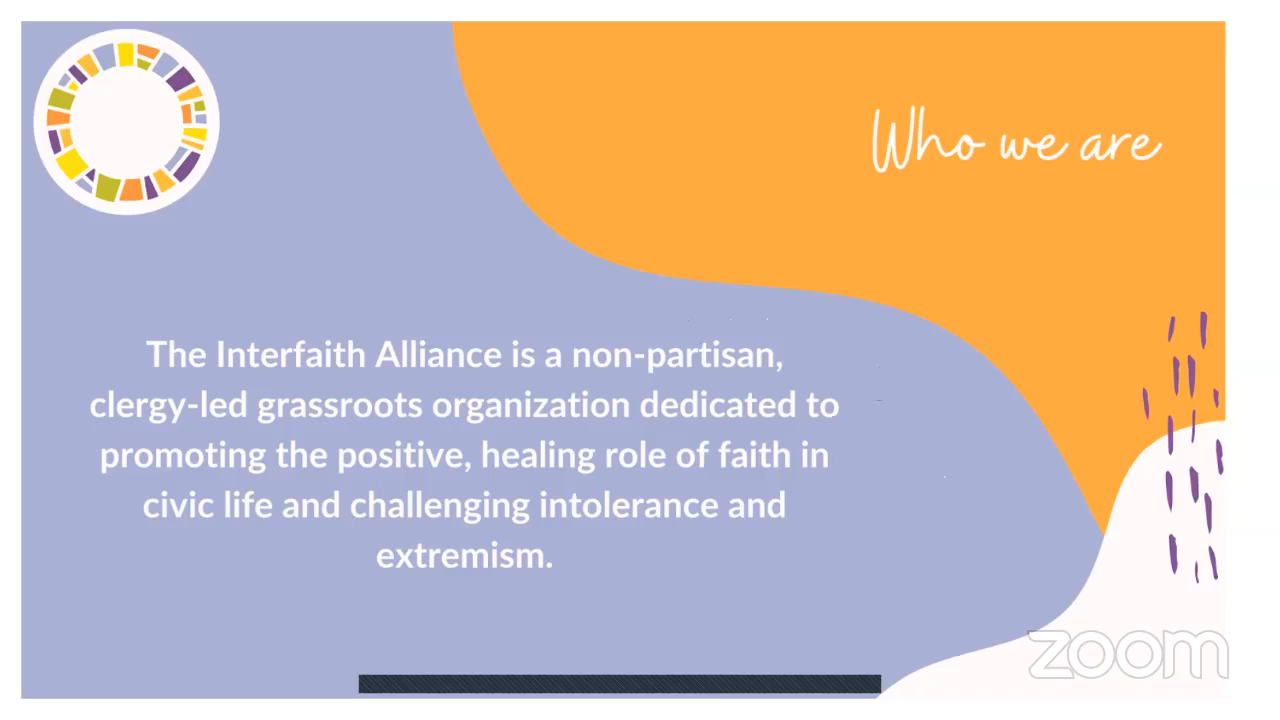 Who we are
The Interfaith Alliance is a non-partisan,
clergy-led grassroots organization dedicated to
promoting the positive, healing role of faith in
civic life and challenging intolerance and
extremism.
zoom